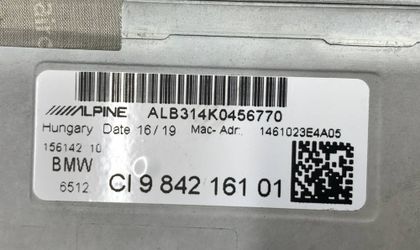 ALPINE ALB314K0456770
Hungary Date 16/19 Mac-Adr: 1461023E4A05
156142 10
BMW
6512 CI 9 842 161 01